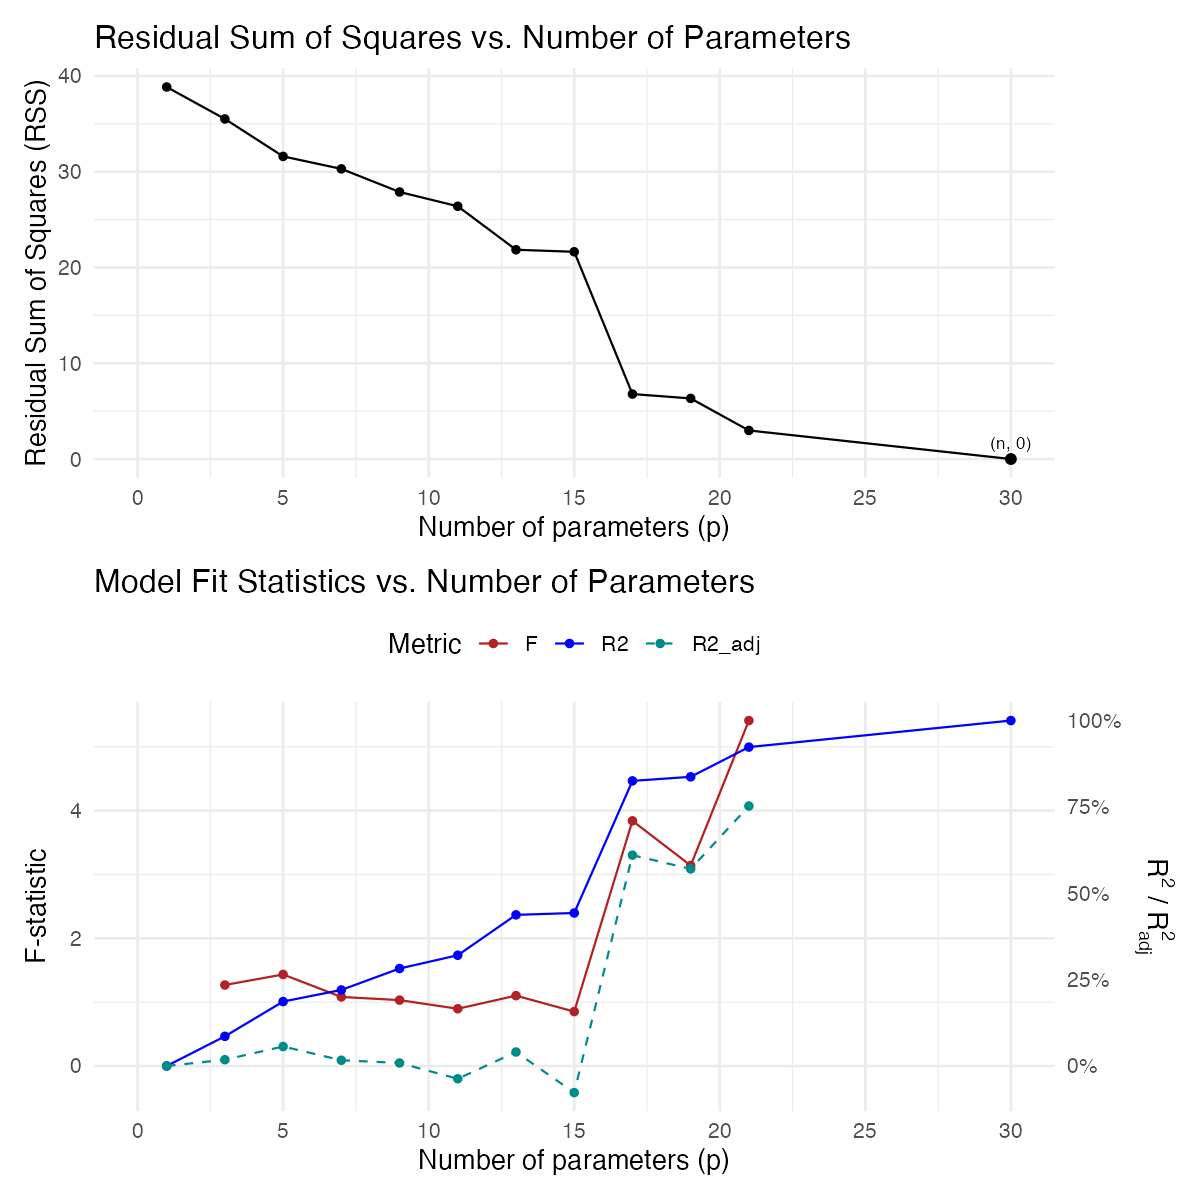 Residual Sum of Squares vs. Number of Parameters
Residual Sum of Squares (RSS)
40
30
20
10
0
(n, 0)
0 5 10 15 20 25 30
Number of parameters (p)
Model Fit Statistics vs. Number of Parameters
Metric F R2 R2_adj
F-statistic
4
2
0
100%
75%
50%
25%
0%
R² / R²adj
0 5 10 15 20 25 30
Number of parameters (p)